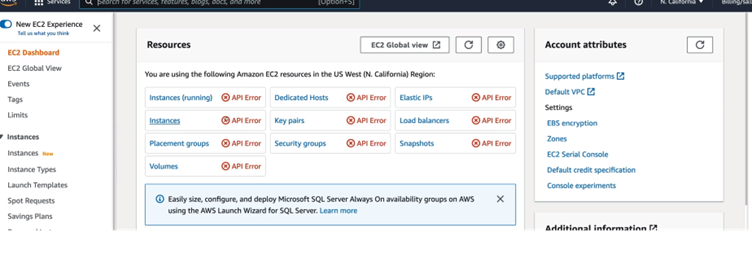 Services
Search for services, features, blogs, docs, and more
[Option+S]
N. California
New EC2 Experience
Tell us what you think
EC2 Dashboard
EC2 Global View
Events
Tags
Limits
Instances
Instances New
Instance Types
Launch Templates
Spot Requests
Savings Plans
Resources
EC2 Global view
You are using the following Amazon EC2 resources in the US West (N. California) Region:
Instances (running) API Error Dedicated Hosts API Error Elastic IPs API Error
Instances API Error Key pairs API Error Load balancers API Error
Placement groups API Error Security groups API Error Snapshots API Error
Volumes API Error
Easily size, configure, and deploy Microsoft SQL Server Always On availability groups on AWS
using the AWS Launch Wizard for SQL Server. Learn more
Account attributes
Supported platforms
Default VPC
Settings
EBS encryption
Zones
EC2 Serial Console
Default credit specification
Console experiments
Additional information